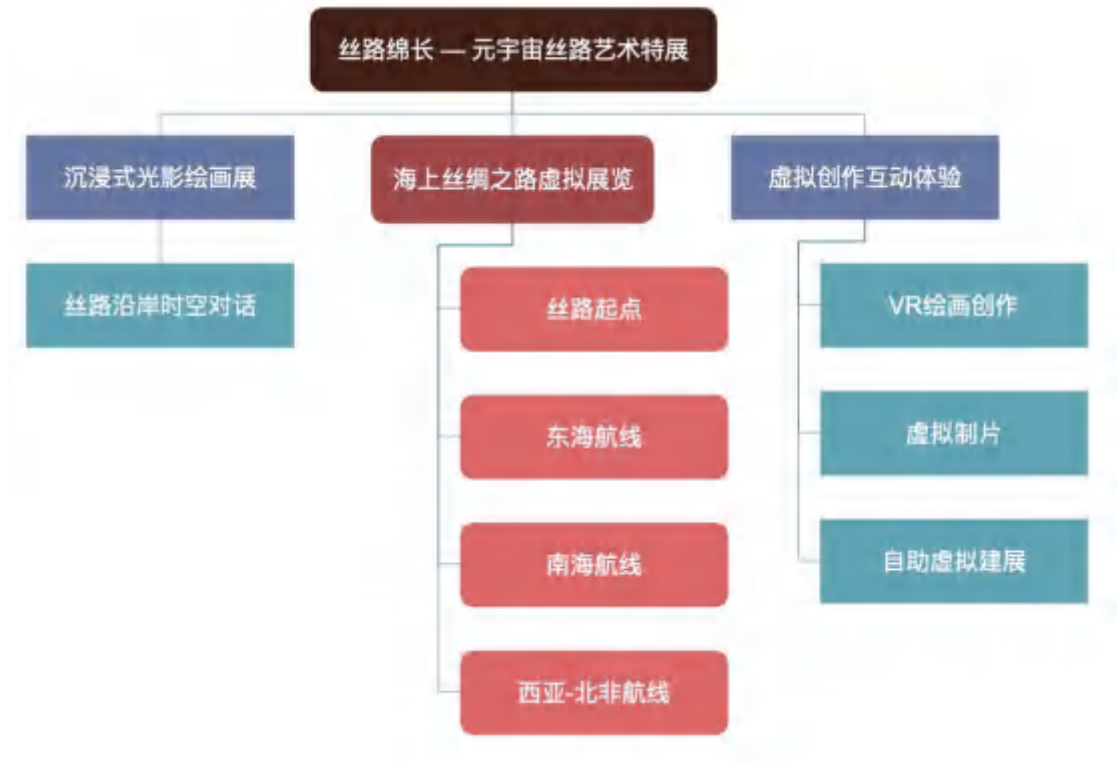 丝路绵长 — 元宇宙丝路艺术特展
沉浸式光影绘画展
丝路沿岸时空对话
海上丝绸之路虚拟展览
丝路起点
东海航线
南海航线
西亚-北非航线
虚拟创作互动体验
VR绘画创作
虚拟制片
自助虚拟建展